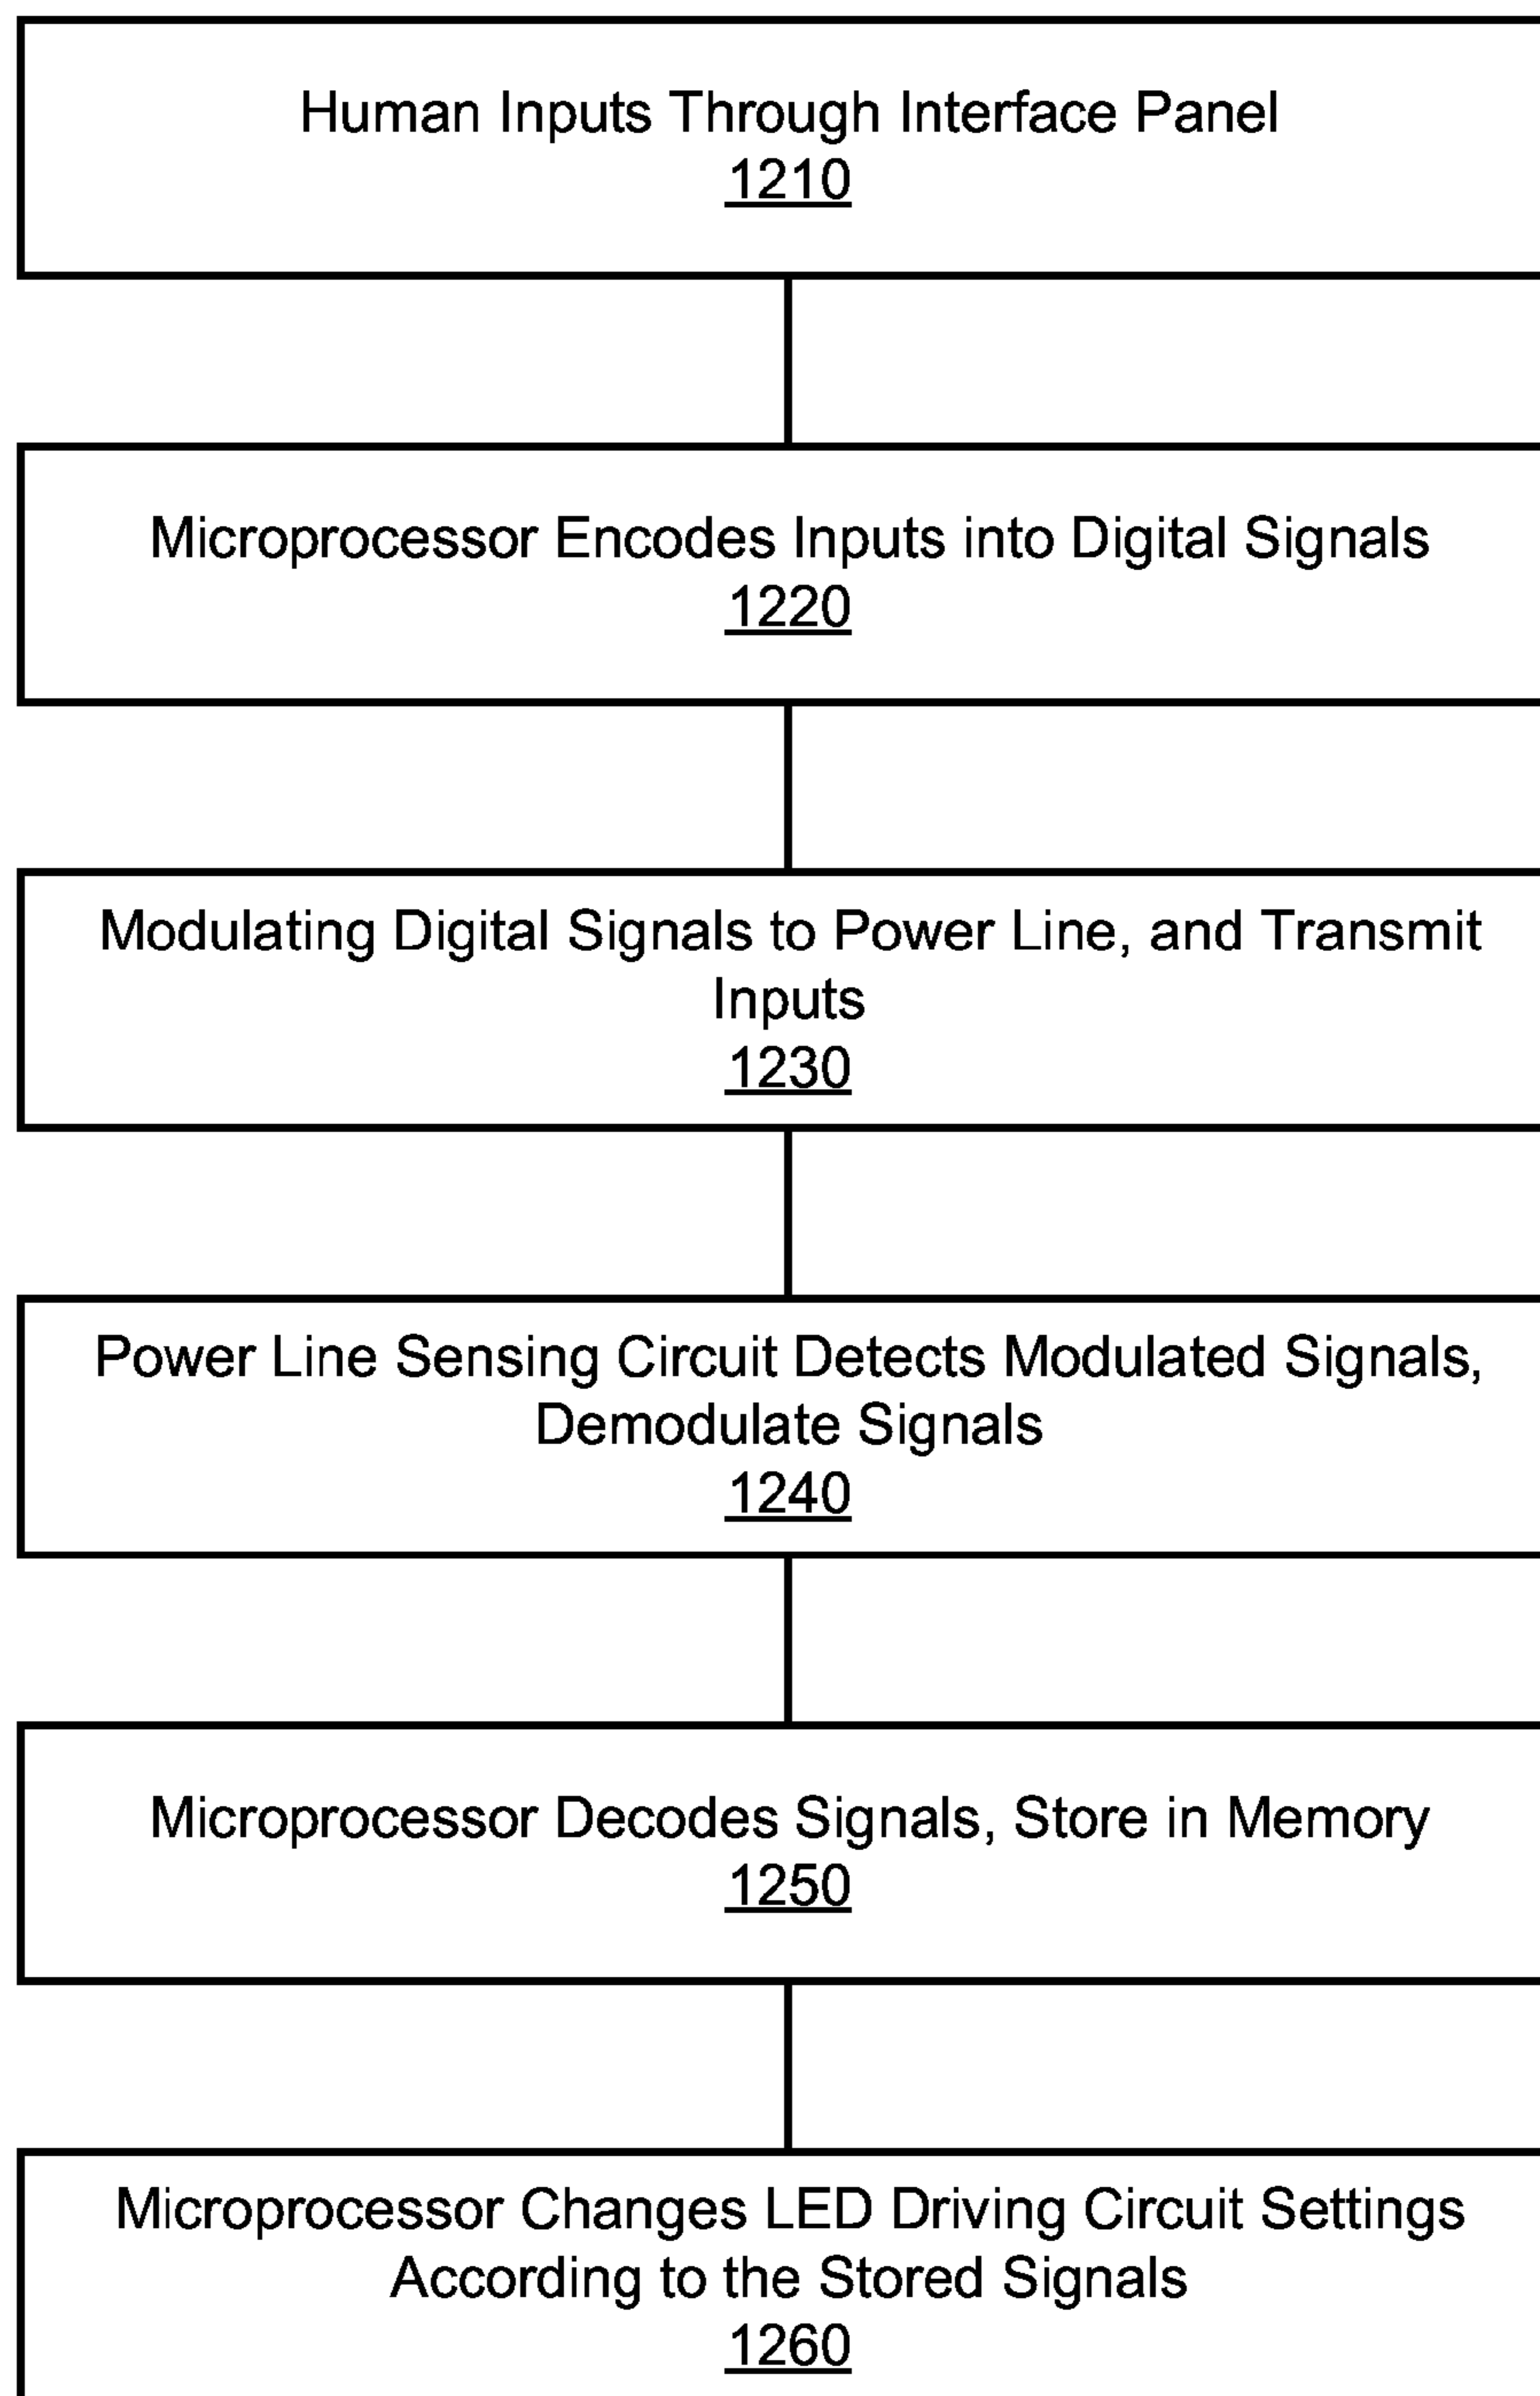 Human Inputs Through Interface Panel
1210
Microprocessor Encodes Inputs into Digital Signals
1220
Modulating Digital Signals to Power Line, and Transmit
Inputs
1230
Power Line Sensing Circuit Detects Modulated Signals,
Demodulate Signals
1240
Microprocessor Decodes Signals, Store in Memory
1250
Microprocessor Changes LED Driving Circuit Settings
According to the Stored Signals
1260